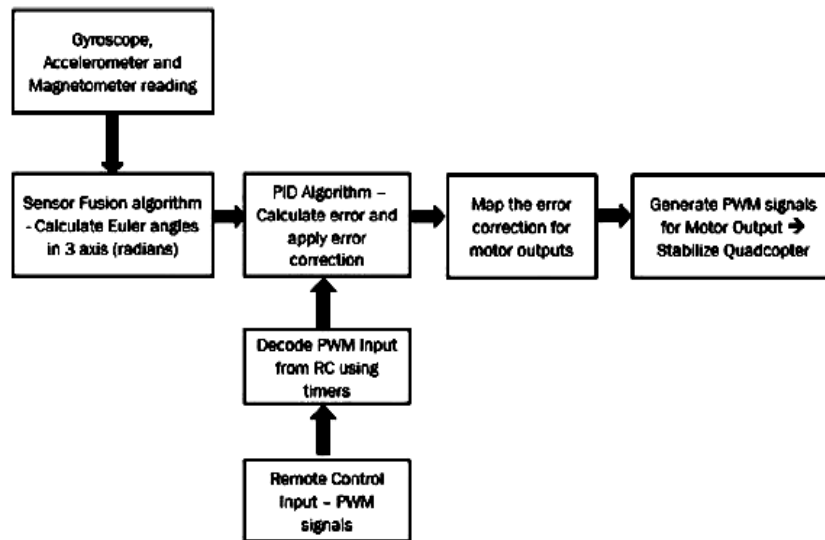 Gyroscope,
Accelerometer and
Magnetometer reading
Sensor Fusion algorithm
- Calculate Euler angles
in 3 axis (radians)
PID Algorithm –
Calculate error and
apply error
correction
Map the error
correction for
motor outputs
Generate PWM signals
for Motor Output →
Stabilize Quadcopter
Decode PWM Input
from RC using
timers
Remote Control
Input – PWM
signals